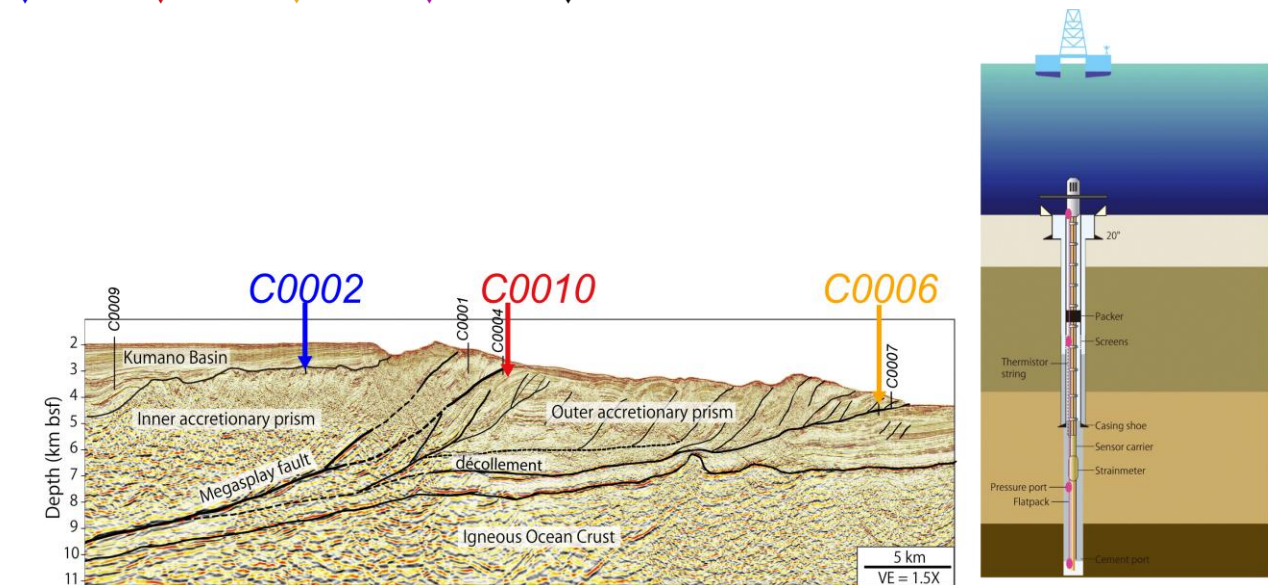 C0002
C0010
C0006
C0009
C0001
C0004
C0007
Depth (km bsf)
2
3
4
5
6
7
8
9
10
11
Kumano Basin
Inner accretionary prism
Outer accretionary prism
Megasplay fault
décollement
Igneous Ocean Crust
5 km
VE = 1.5X
20"
Packer
Screens
Thermistor
string
Casing shoe
Sensor carrier
Strainmeter
Pressure port
Flatpack
Cement port